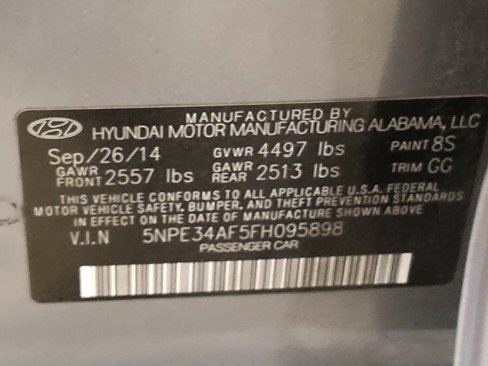 MANUFACTURED BY
HYUNDAI MOTOR MANUFACTURING ALABAMA, LLC
Sep/26/14 GVWR 4497 lbs PAINT 8S
GAWR FRONT 2557 lbs GAWR REAR 2513 lbs TRIM GG
THIS VEHICLE CONFORMS TO ALL APPLICABLE U.S.A. FEDERAL
MOTOR VEHICLE SAFETY, BUMPER, AND THEFT PREVENTION STANDARDS
IN EFFECT ON THE DATE OF MANUFACTURE SHOWN ABOVE
V.I.N 5NPE34AF5FH095898
PASSENGER CAR